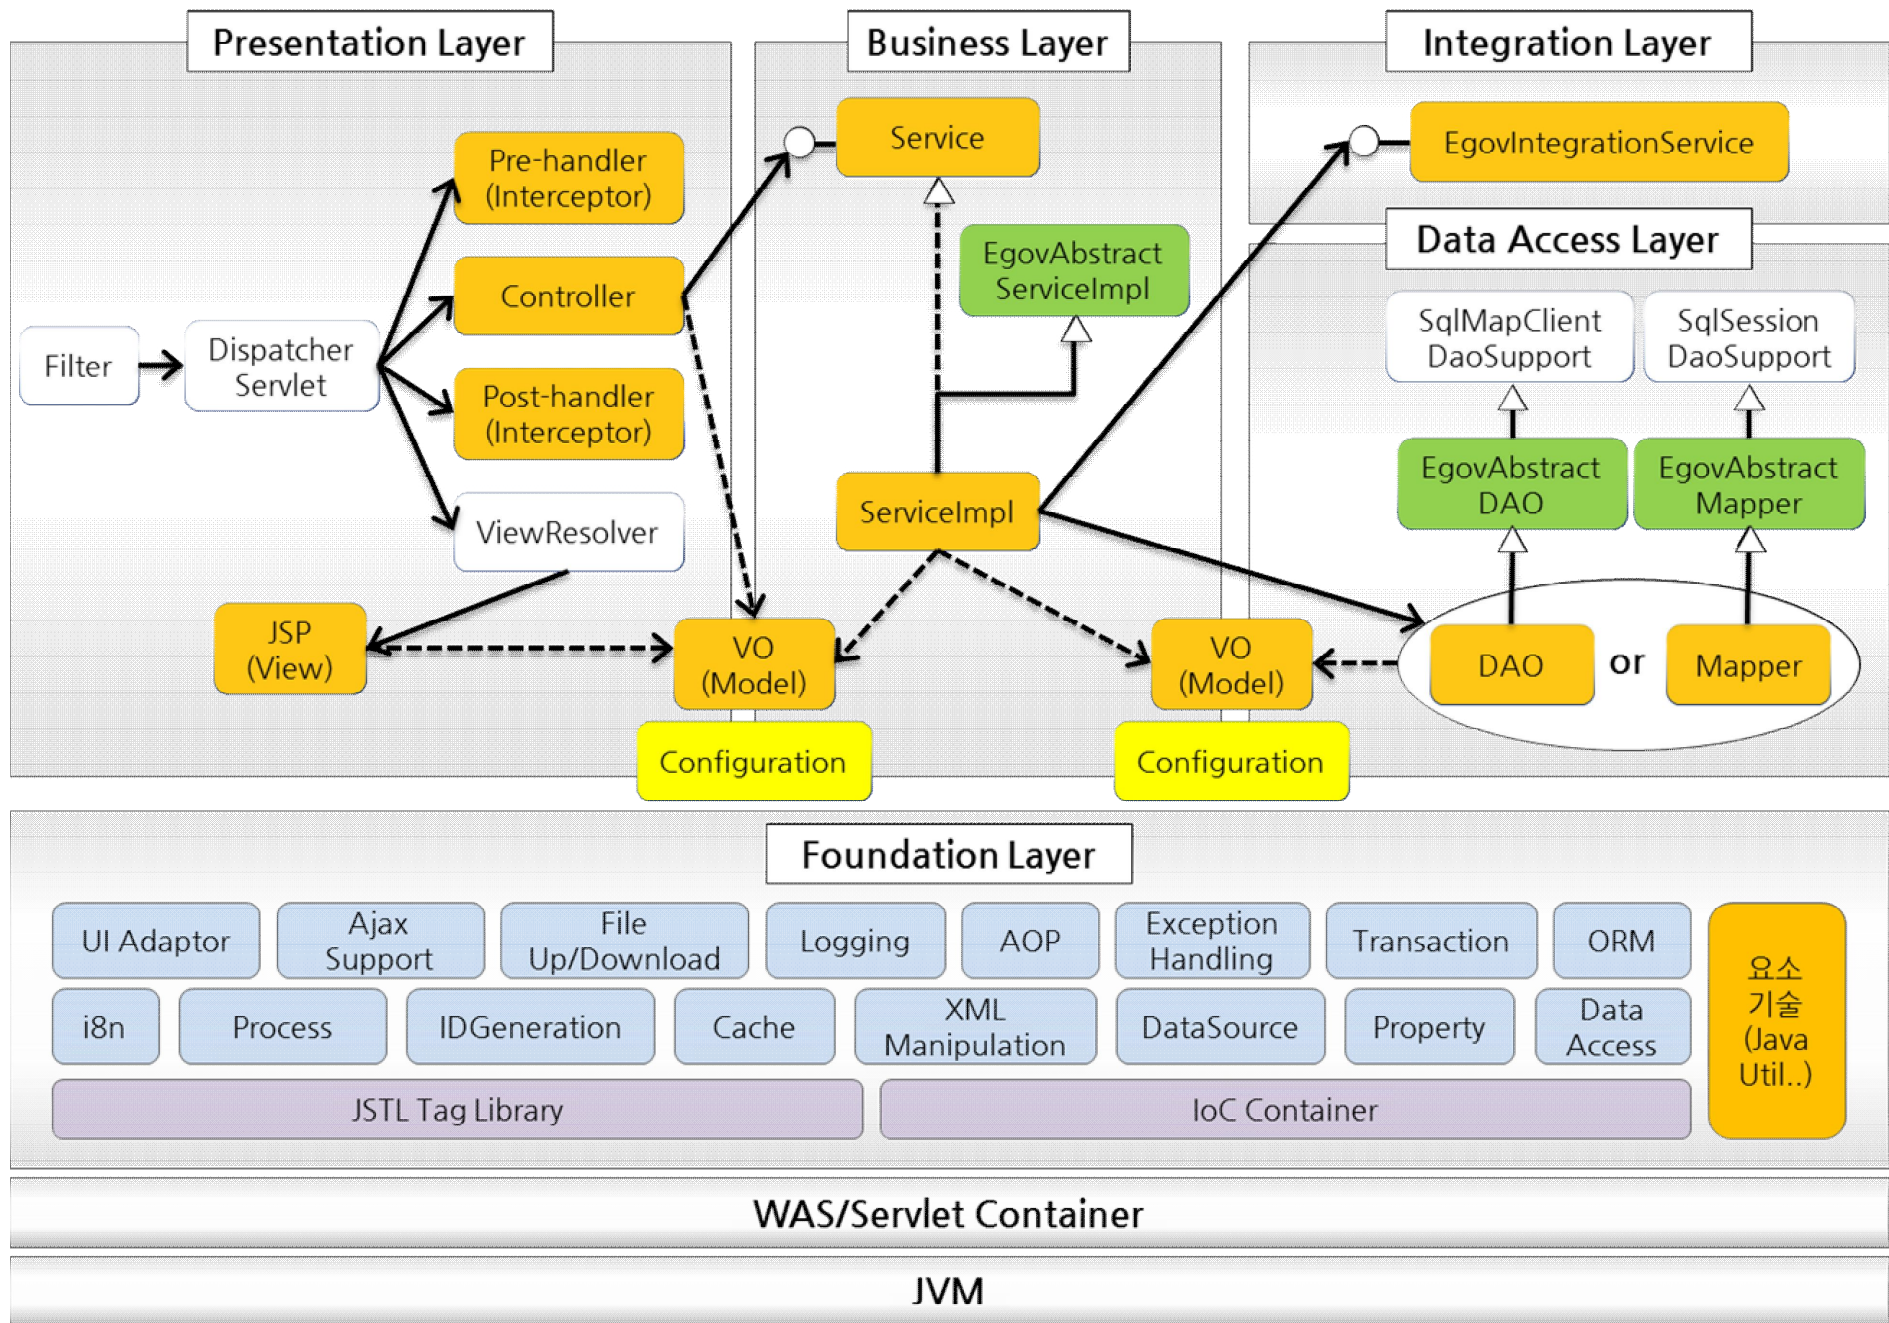 Presentation Layer
Business Layer
Integration Layer
Pre-handler
(Interceptor)
Controller
Filter
Dispatcher
Servlet
Post-handler
(Interceptor)
ViewResolver
JSP
(View)
Service
EgovAbstract
ServiceImpl
ServiceImpl
VO
(Model)
Configuration
VO
(Model)
Configuration
EgovIntegrationService
Data Access Layer
SqlMapClient
DaoSupport
SqlSession
DaoSupport
EgovAbstract
DAO
EgovAbstract
Mapper
DAO
or
Mapper
Foundation Layer
UI Adaptor
Ajax
Support
File
Up/Download
Logging
AOP
Exception
Handling
Transaction
ORM
i8n
Process
IDGeneration
Cache
XML
Manipulation
DataSource
Property
Data
Access
요소
기술
(Java
Util..)
JSTL Tag Library
IoC Container
WAS/Servlet Container
JVM